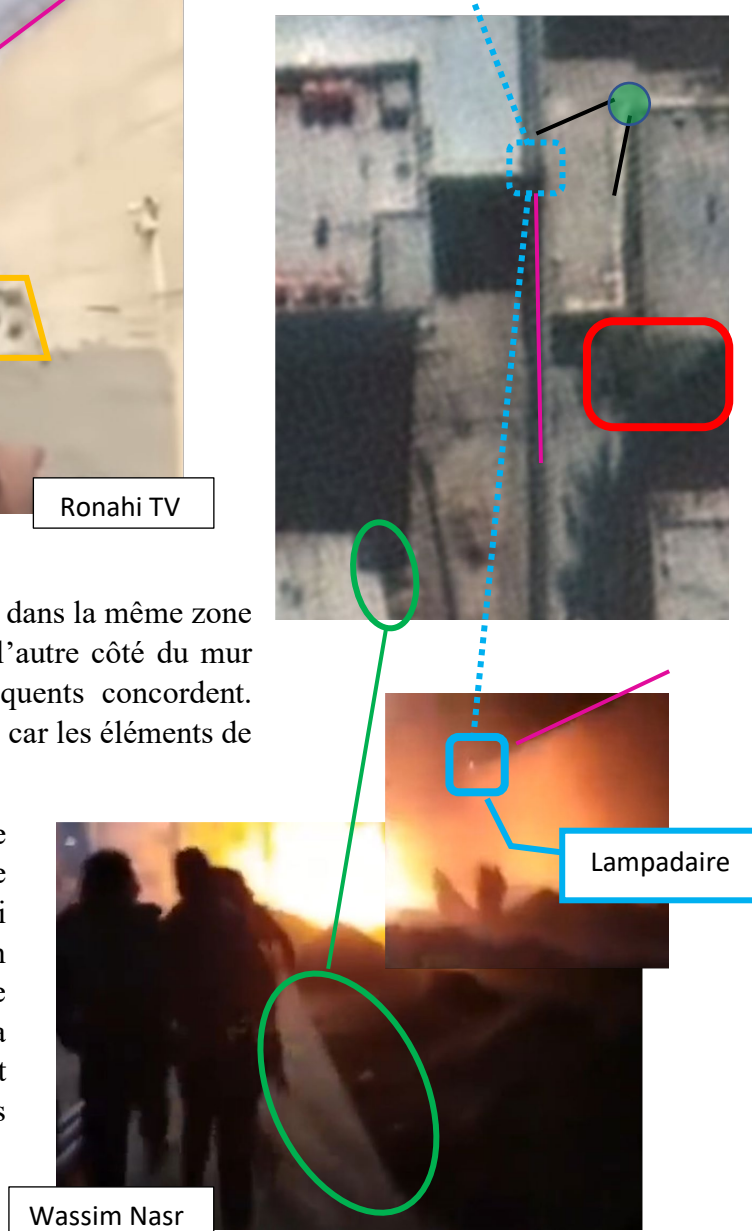 Ronahi TV
dans la même zone
l’autre côté du mur
quents concordent.
car les éléments de
e
e
i
n
e
a
t
s
Lampadaire
Wassim Nasr